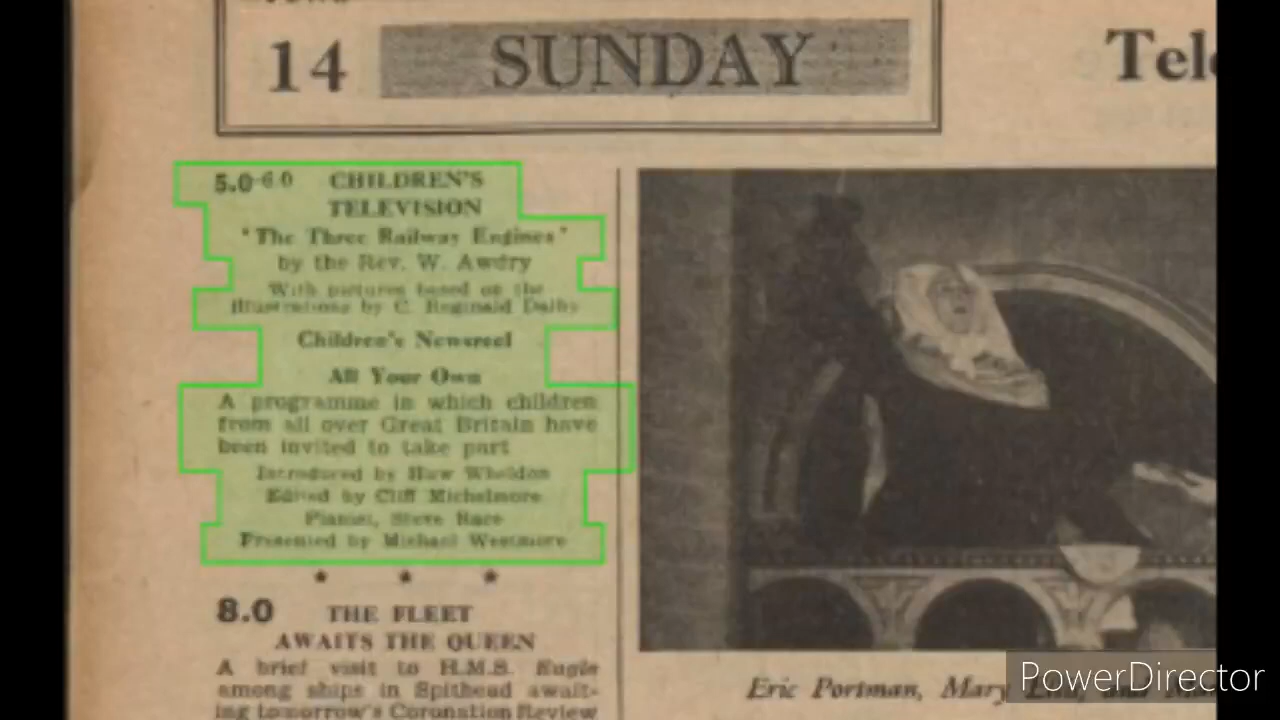 14 SUNDAY
5.0-6.0 CHILDREN'S
TELEVISION
'The Three Railway Engines'
by the Rev. W. Awdry
With pictures based on the
illustrations by C. Reginald Dalby
Children's Newsreel
All Your Own
A programme in which children
from all over Great Britain have
been invited to take part
Introduced by Huw Wheldon
Edited by Cliff Michelmore
Pianist, Steve Race
Presented by Michael Westmore
* * *
8.0 THE FLEET
AWAITS THE QUEEN
A brief visit to H.M.S. Eagle
among ships in Spithead await-
ing tomorrow's Coronation Review
Eric Portman, Mary
PowerDirector